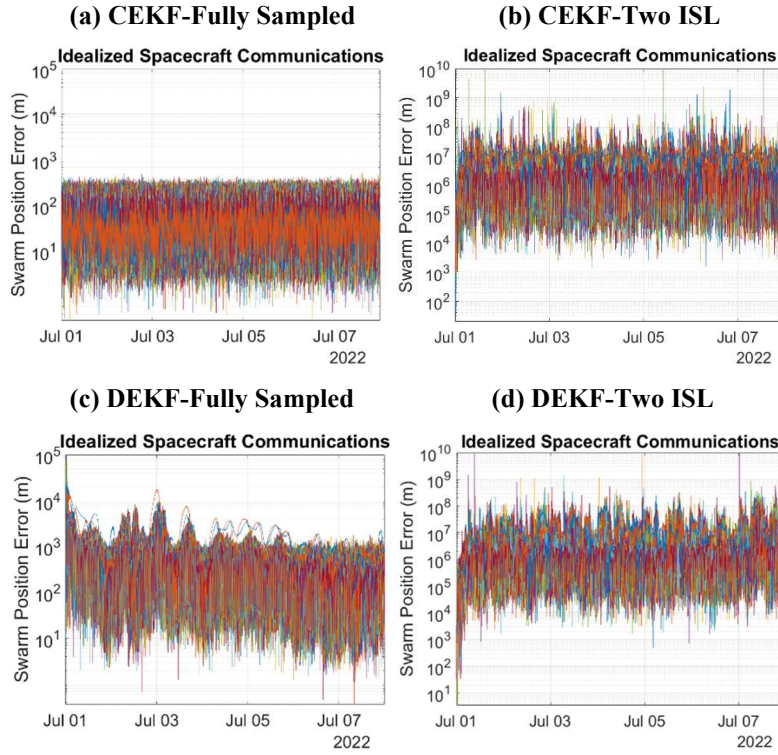 (a) CEKF-Fully Sampled
(b) CEKF-Two ISL
Idealized Spacecraft Communications
Swarm Position Error (m)
10^5
10^4
10^3
10^2
10^1
Jul 01 Jul 03 Jul 05 Jul 07
2022
Idealized Spacecraft Communications
Swarm Position Error (m)
10^10
10^9
10^8
10^7
10^6
10^5
10^4
10^3
10^2
Jul 01 Jul 03 Jul 05 Jul 07
2022
(c) DEKF-Fully Sampled
(d) DEKF-Two ISL
Idealized Spacecraft Communications
Swarm Position Error (m)
10^5
10^4
10^3
10^2
10^1
Jul 01 Jul 03 Jul 05 Jul 07
2022
Idealized Spacecraft Communications
Swarm Position Error (m)
10^10
10^9
10^8
10^7
10^6
10^5
10^4
10^3
10^2
10^1
Jul 01 Jul 03 Jul 05 Jul 07
2022